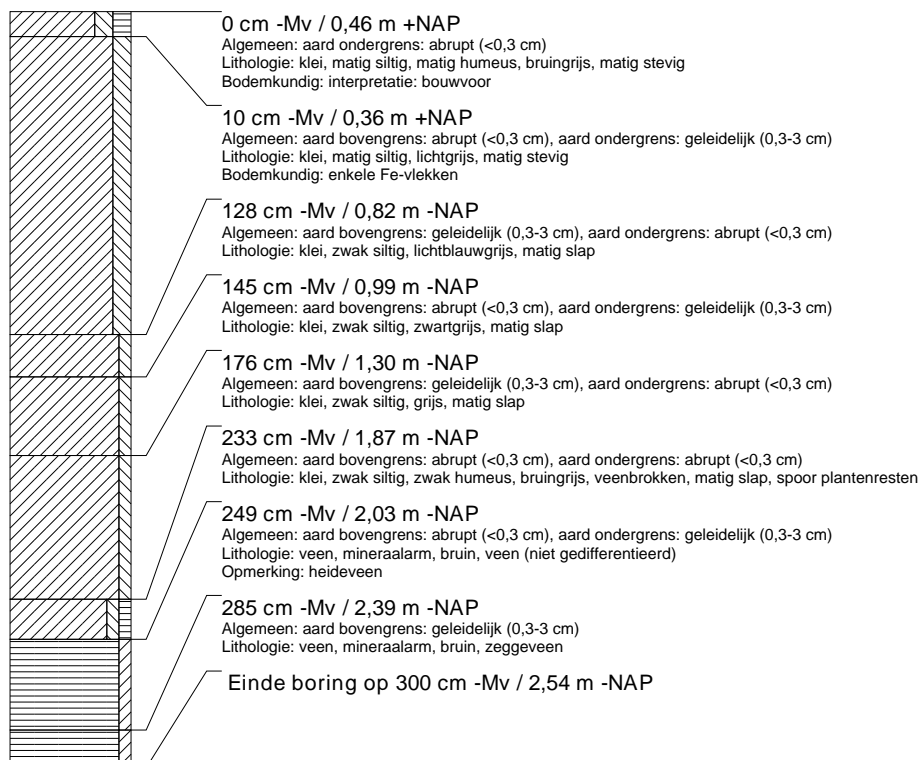 0 cm -Mv / 0,46 m +NAP
Algemeen: aard ondergrens: abrupt (<0,3 cm)
Lithologie: klei, matig siltig, matig humeus, bruingrijs, matig stevig
Bodemkundig: interpretatie: bouwvoor
10 cm -Mv / 0,36 m +NAP
Algemeen: aard bovengrens: abrupt (<0,3 cm), aard ondergrens: geleidelijk (0,3-3 cm)
Lithologie: klei, matig siltig, lichtgrijs, matig stevig
Bodemkundig: enkele Fe-vlekken
128 cm -Mv / 0,82 m -NAP
Algemeen: aard bovengrens: geleidelijk (0,3-3 cm), aard ondergrens: abrupt (<0,3 cm)
Lithologie: klei, zwak siltig, lichtblauwgrijs, matig slap
145 cm -Mv / 0,99 m -NAP
Algemeen: aard bovengrens: abrupt (<0,3 cm), aard ondergrens: geleidelijk (0,3-3 cm)
Lithologie: klei, zwak siltig, zwartgrijs, matig slap
176 cm -Mv / 1,30 m -NAP
Algemeen: aard bovengrens: geleidelijk (0,3-3 cm), aard ondergrens: abrupt (<0,3 cm)
Lithologie: klei, zwak siltig, grijs, matig slap
233 cm -Mv / 1,87 m -NAP
Algemeen: aard bovengrens: abrupt (<0,3 cm), aard ondergrens: abrupt (<0,3 cm)
Lithologie: klei, zwak siltig, zwak humeus, bruingrijs, veenbrokken, matig slap, spoor plantenresten
249 cm -Mv / 2,03 m -NAP
Algemeen: aard bovengrens: abrupt (<0,3 cm), aard ondergrens: geleidelijk (0,3-3 cm)
Lithologie: veen, mineraalarm, bruin, veen (niet gedifferentieerd)
Opmerking: heideveen
285 cm -Mv / 2,39 m -NAP
Algemeen: aard bovengrens: geleidelijk (0,3-3 cm)
Lithologie: veen, mineraalarm, bruin, zeggeveen
Einde boring op 300 cm -Mv / 2,54 m -NAP